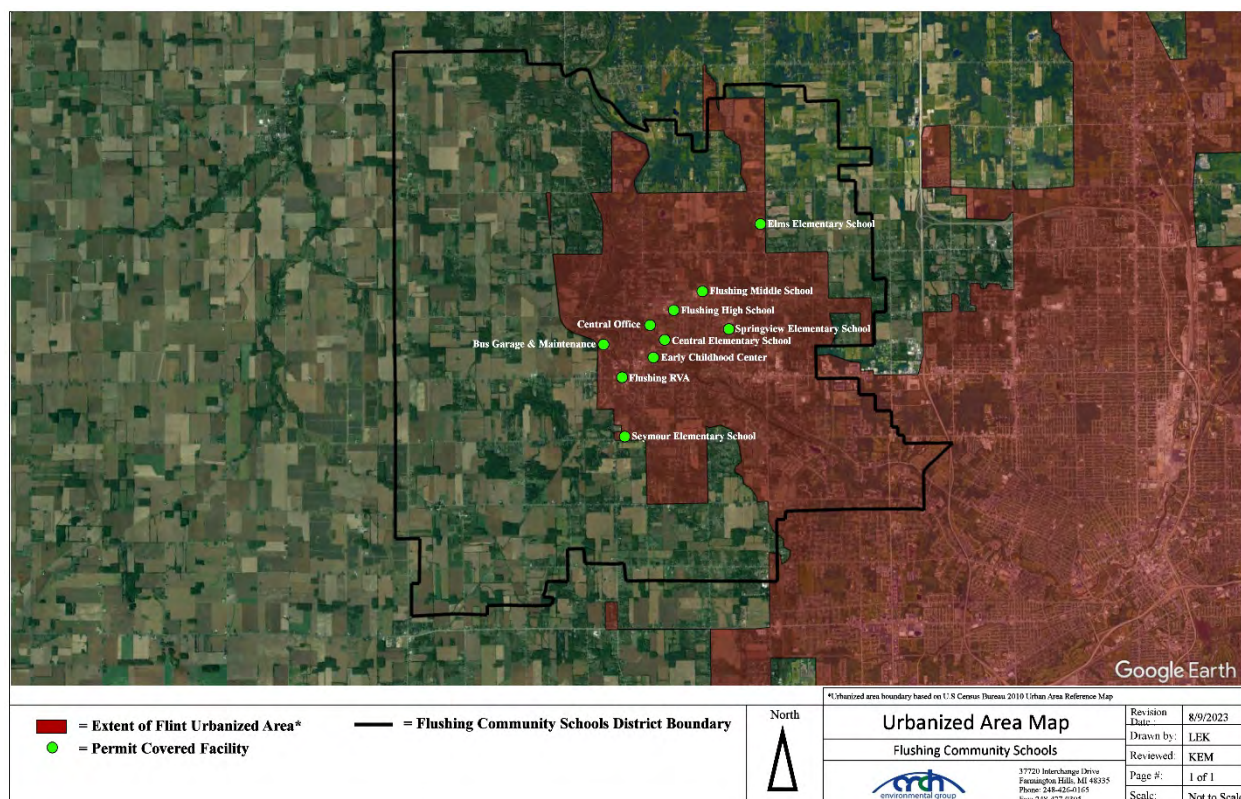 Elms Elementary School
Flushing Middle School
Flushing High School
Central Office
Springview Elementary School
Central Elementary School
Bus Garage & Maintenance
Early Childhood Center
Flushing RVA
Seymour Elementary School
Google Earth
*Urbanized area boundary based on U.S Census Bureau 2010 Urban Area Reference Map
= Extent of Flint Urbanized Area*
= Flushing Community Schools District Boundary
= Permit Covered Facility
North
Urbanized Area Map
Flushing Community Schools
environmental group
37720 Interchange Drive
Farmington Hills, MI 48335
Phone: 248-426-0165
Revision Date : 8/9/2023
Drawn by: LEK
Reviewed: KEM
Page #: 1 of 1
Scale: Not to Scale